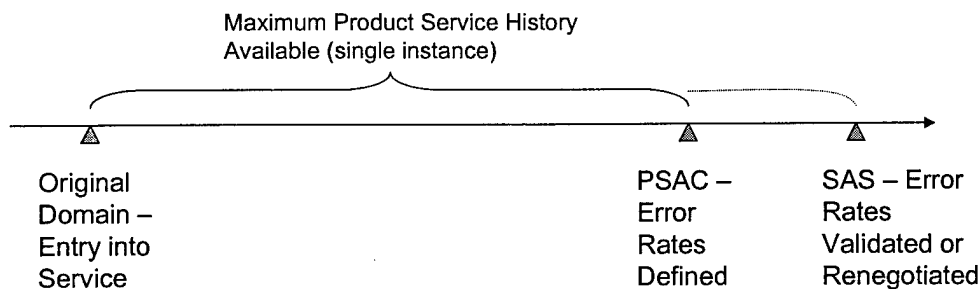 Maximum Product Service History
Available (single instance)
Original
Domain –
Entry into
Service
PSAC –
Error
Rates
Defined
SAS – Error
Rates
Validated or
Renegotiated